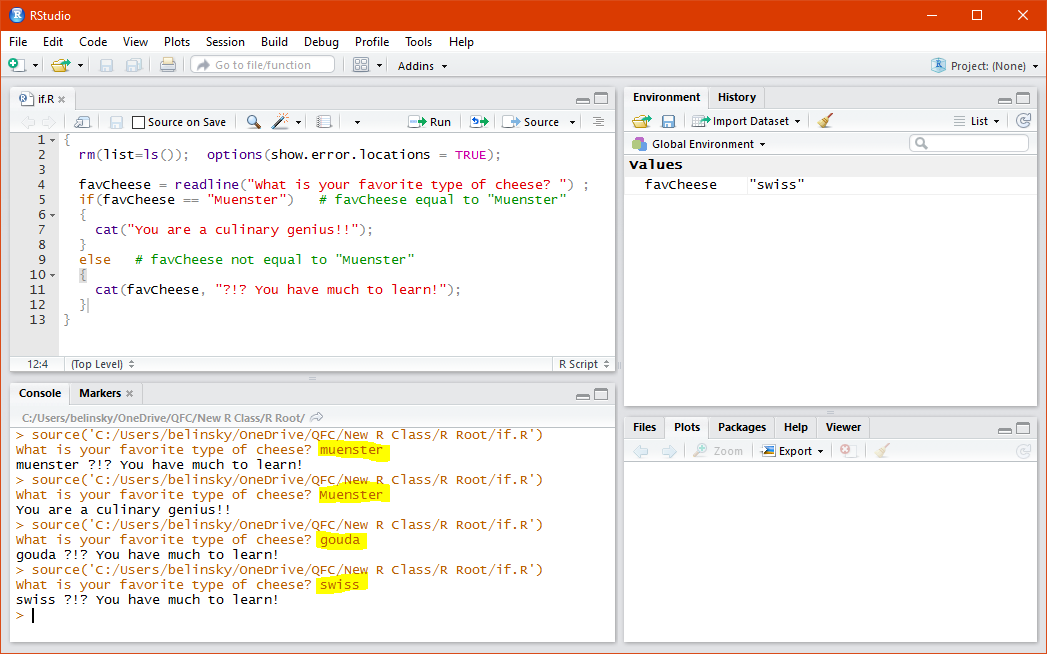 RStudio
File Edit Code View Plots Session Build Debug Profile Tools Help
Go to file/function Addins Project: (None)
if.R
Source on Save Run Source
1 {
2 rm(list=ls()); options(show.error.locations = TRUE);
3
4 favCheese = readline("What is your favorite type of cheese? ") ;
5 if(favCheese == "Muenster") # favCheese equal to "Muenster"
6 {
7 cat("You are a culinary genius!!");
8 }
9 else # favCheese not equal to "Muenster"
10 {
11 cat(favCheese, "?!? You have much to learn!");
12 }
13 }
12:4 (Top Level) R Script
Console Markers
C:/Users/belinsky/OneDrive/QFC/New R Class/R Root/
> source('C:/Users/belinsky/OneDrive/QFC/New R Class/R Root/if.R')
What is your favorite type of cheese? muenster
muenster ?!? You have much to learn!
> source('C:/Users/belinsky/OneDrive/QFC/New R Class/R Root/if.R')
What is your favorite type of cheese? Muenster
You are a culinary genius!!
> source('C:/Users/belinsky/OneDrive/QFC/New R Class/R Root/if.R')
What is your favorite type of cheese? gouda
gouda ?!? You have much to learn!
> source('C:/Users/belinsky/OneDrive/QFC/New R Class/R Root/if.R')
What is your favorite type of cheese? swiss
swiss ?!? You have much to learn!
>
Environment History
Import Dataset List
Global Environment
Values
favCheese "swiss"
Files Plots Packages Help Viewer
Zoom Export